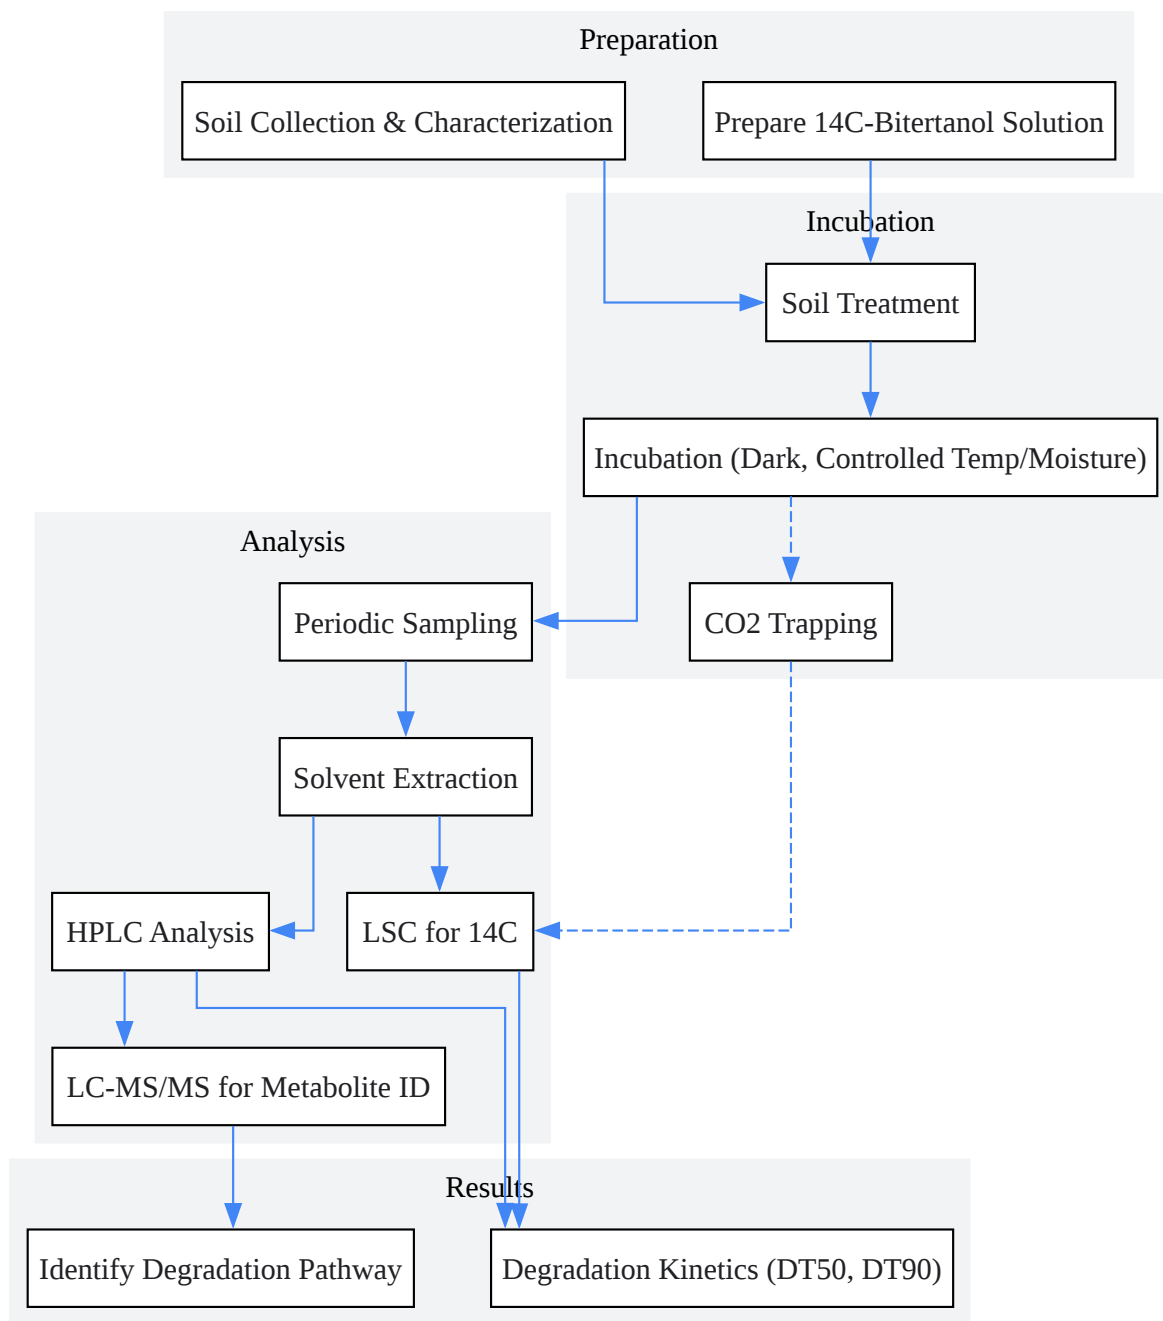 Preparation
Soil Collection & Characterization
Prepare 14C-Bitertanol Solution
Incubation
Soil Treatment
Incubation (Dark, Controlled Temp/Moisture)
Analysis
Periodic Sampling
CO2 Trapping
Solvent Extraction
HPLC Analysis
LSC for 14C
LC-MS/MS for Metabolite ID
Results
Identify Degradation Pathway
Degradation Kinetics (DT50, DT90)